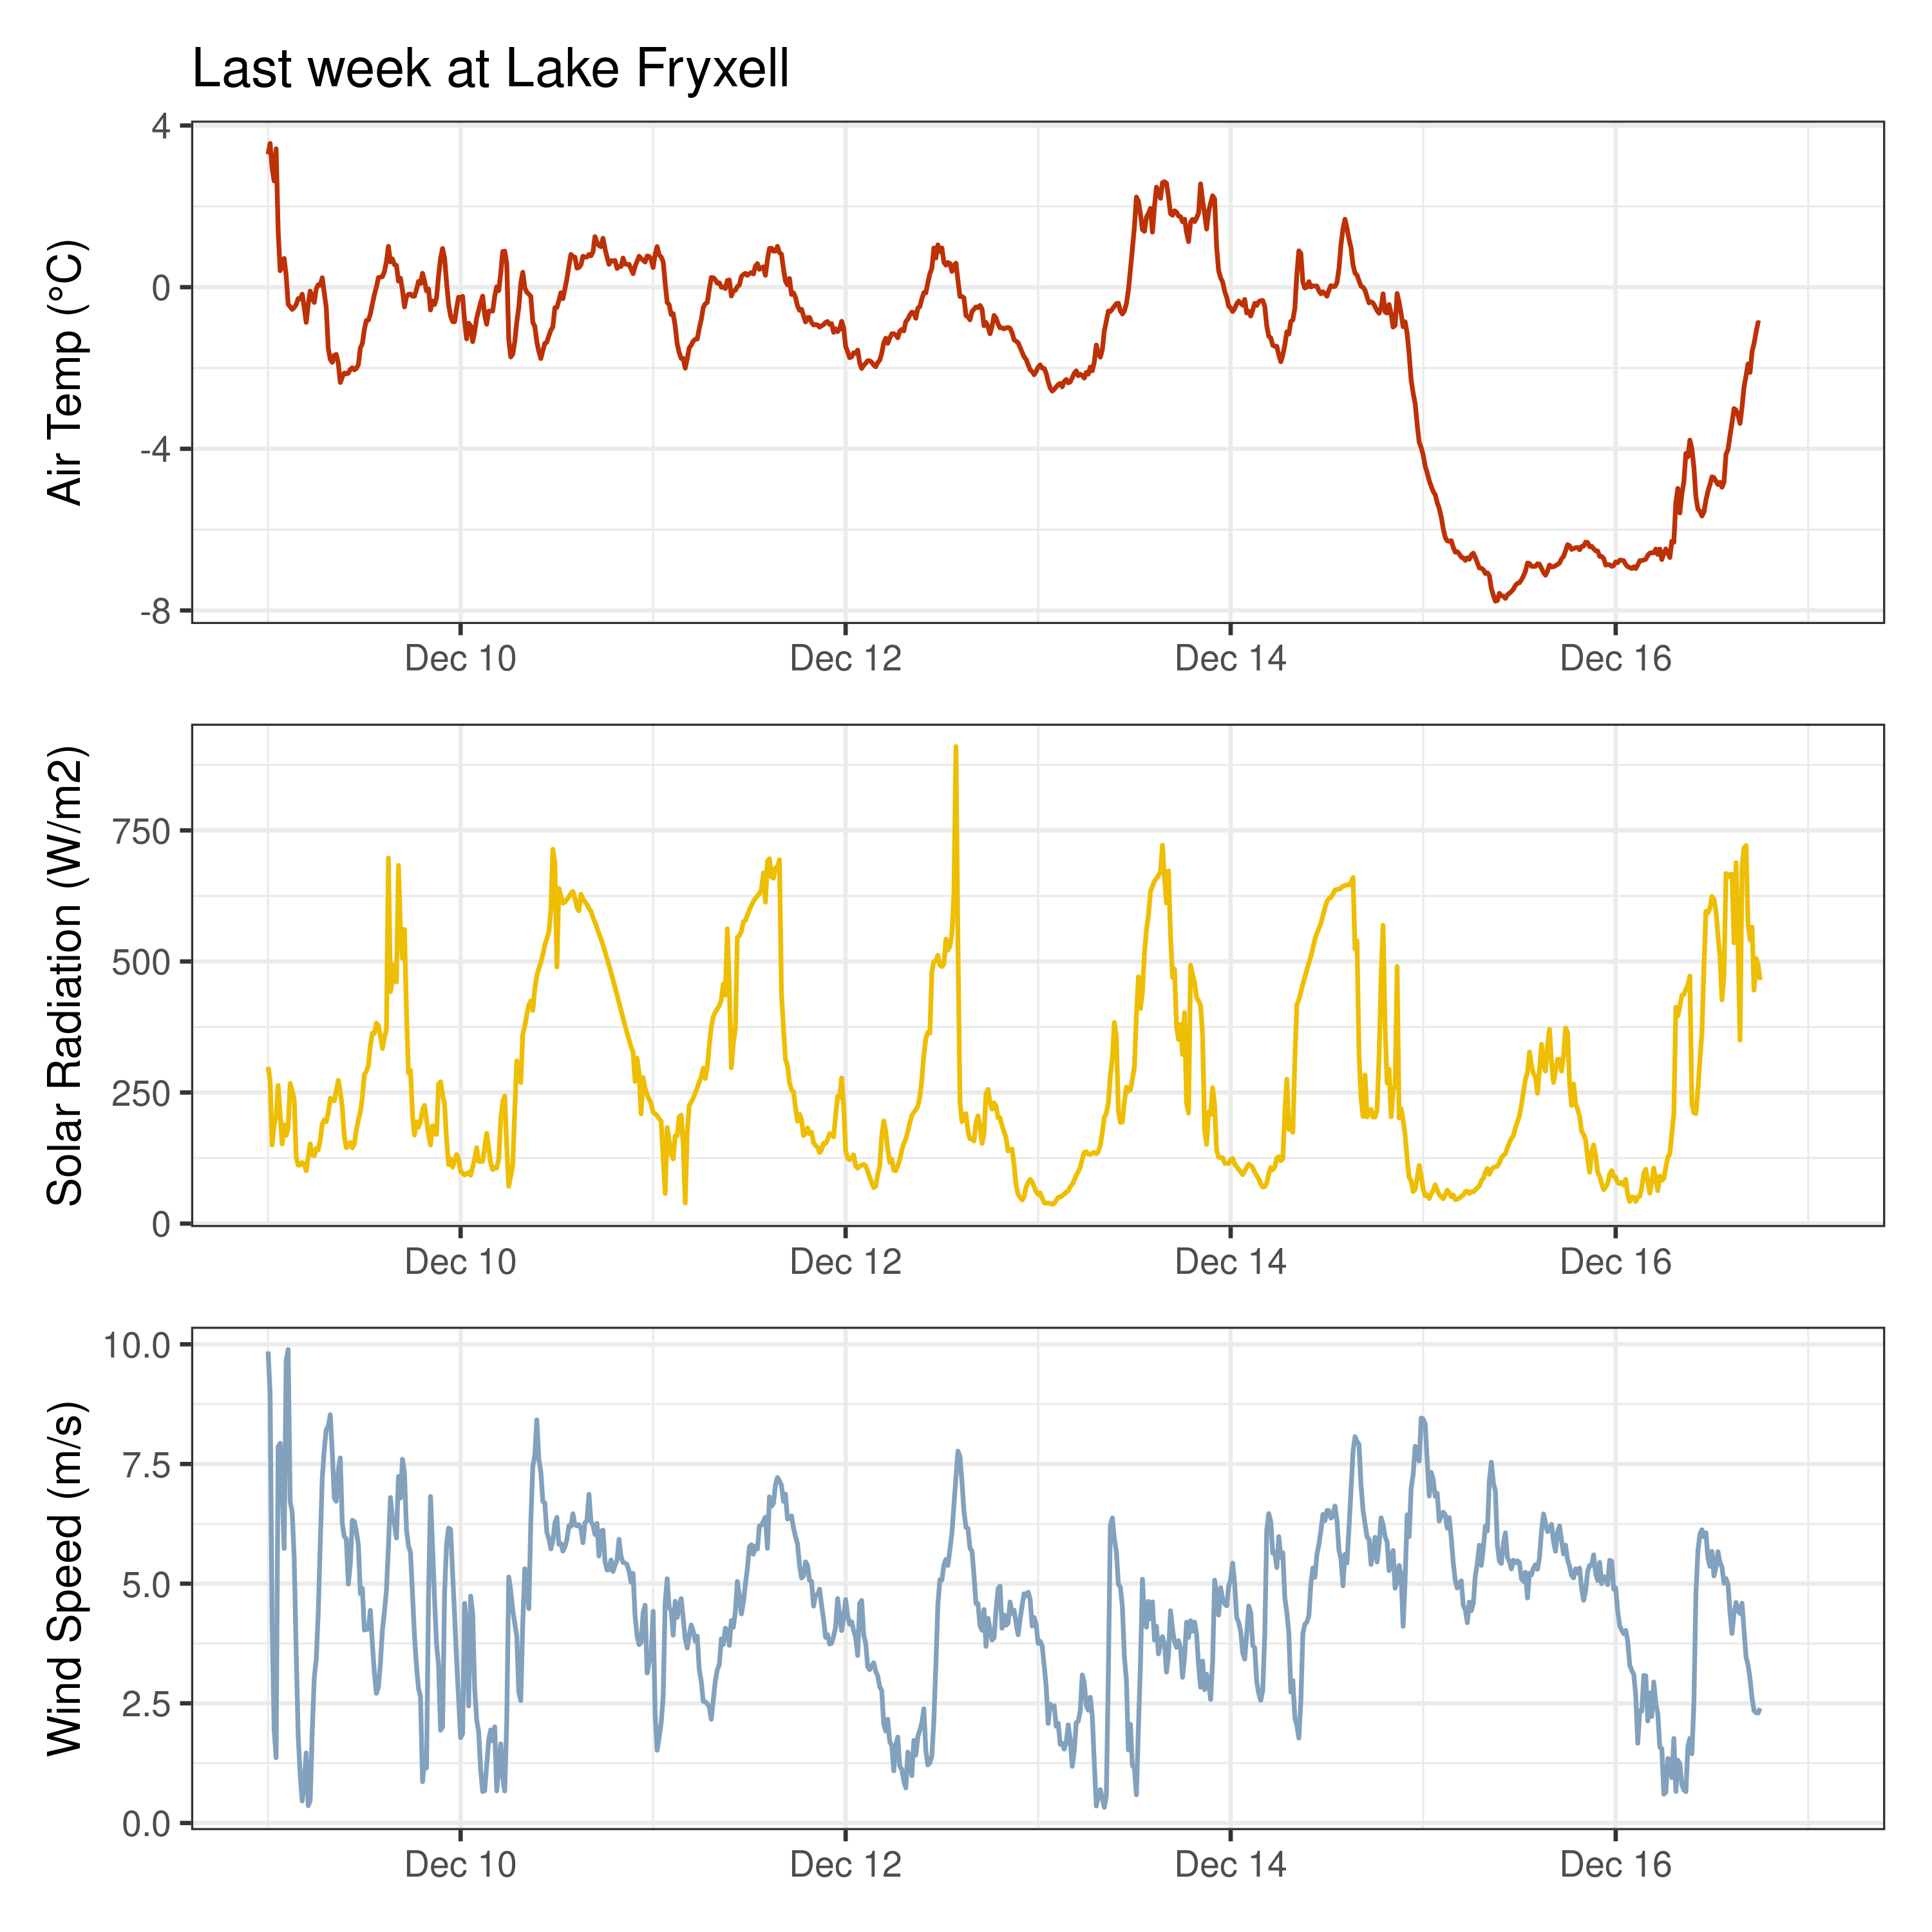 Last week at Lake Fryxell
Air Temp (°C)
4
0
-4
-8
Dec 10 Dec 12 Dec 14 Dec 16
Solar Radiation (W/m2)
750
500
250
0
Dec 10 Dec 12 Dec 14 Dec 16
Wind Speed (m/s)
10.0
7.5
5.0
2.5
0.0
Dec 10 Dec 12 Dec 14 Dec 16